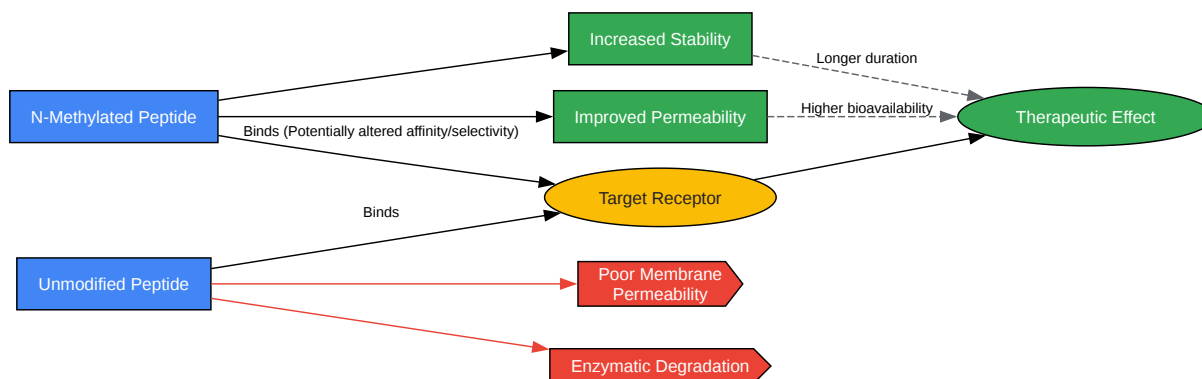 Increased Stability
Longer duration
N-Methylated Peptide
Improved Permeability
Higher bioavailability
Therapeutic Effect
Binds (Potentially altered affinity/selectivity)
Target Receptor
Binds
Unmodified Peptide
Poor Membrane
Permeability
Enzymatic Degradation